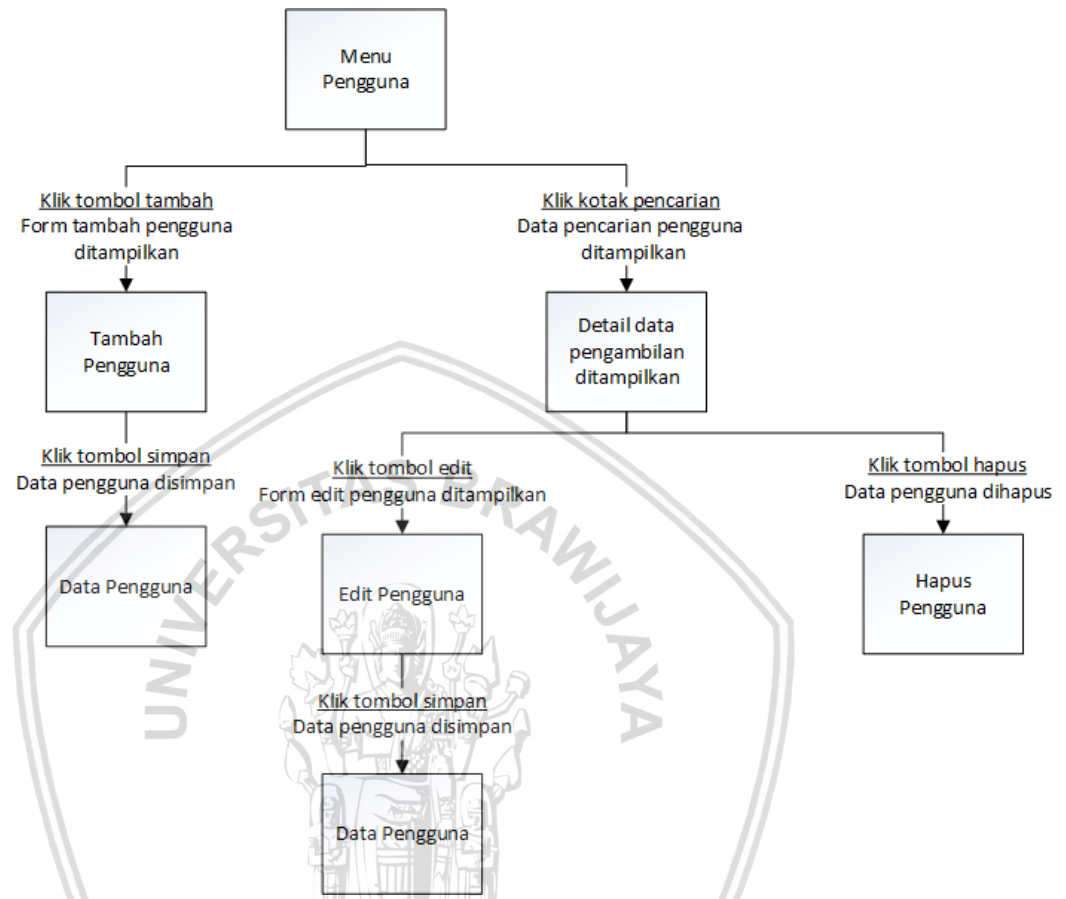 Menu
Pengguna
Klik tombol tambah
Form tambah pengguna
ditampilkan
Klik kotak pencarian
Data pencarian pengguna
ditampilkan
Tambah
Pengguna
Detail data
pengambilan
ditampilkan
Klik tombol simpan
Data pengguna disimpan
Klik tombol edit
Form edit pengguna ditampilkan
Klik tombol hapus
Data pengguna dihapus
Data Pengguna
Edit Pengguna
Hapus
Pengguna
Klik tombol simpan
Data pengguna disimpan
Data Pengguna
UNIVERSITAS BRAWIJAYA